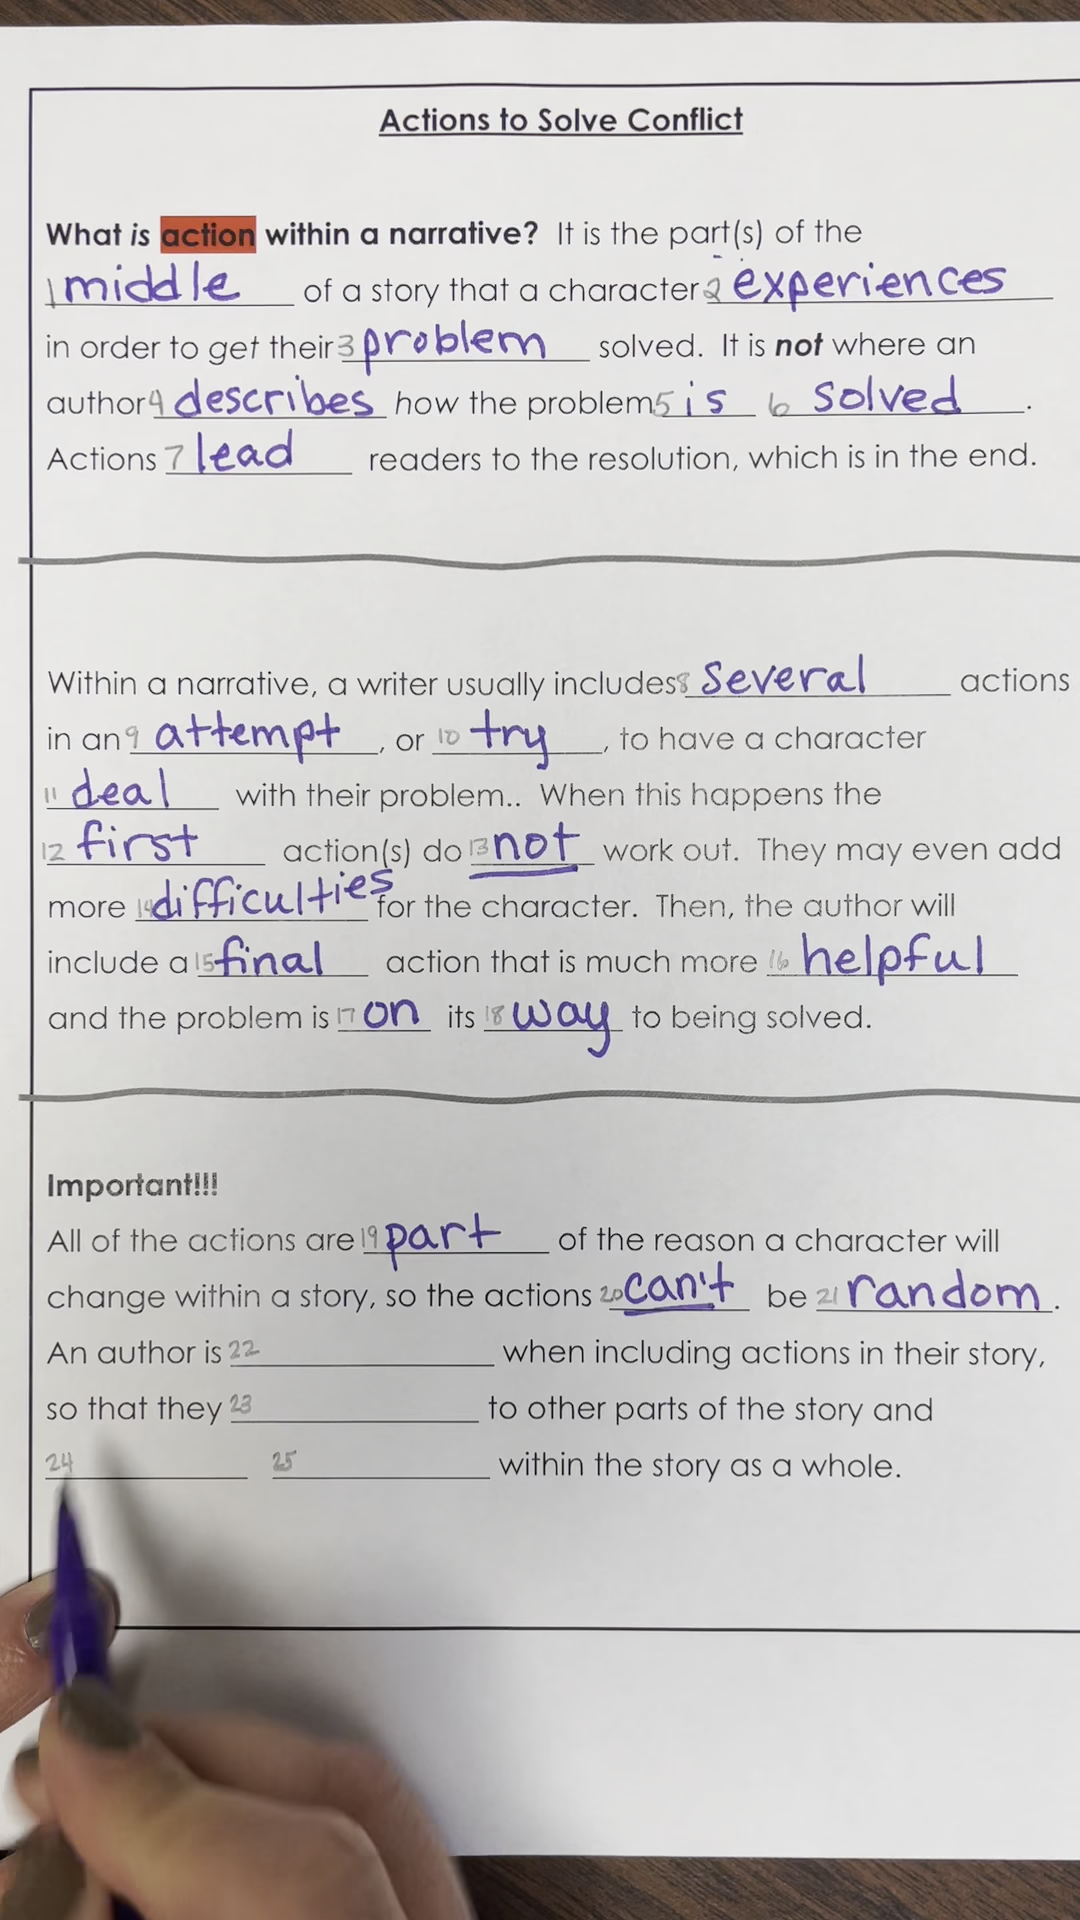 Actions to Solve Conflict
What is action within a narrative? It is the part(s) of the
1 middle of a story that a character 2 experiences
in order to get their 3 problem solved. It is not where an
author 4 describes how the problem 5 is 6 solved.
Actions 7 lead readers to the resolution, which is in the end.
Within a narrative, a writer usually includes 8 several actions
in an 9 attempt, or 10 try, to have a character
11 deal with their problem.. When this happens the
12 first action(s) do 13 not work out. They may even add
more 14 difficulties for the character. Then, the author will
include a 15 final action that is much more 16 helpful
and the problem is 17 on its 18 way to being solved.
Important!!!
All of the actions are 19 part of the reason a character will
change within a story, so the actions 20 can't be 21 random.
An author is 22 when including actions in their story,
so that they 23 to other parts of the story and
24 25 within the story as a whole.